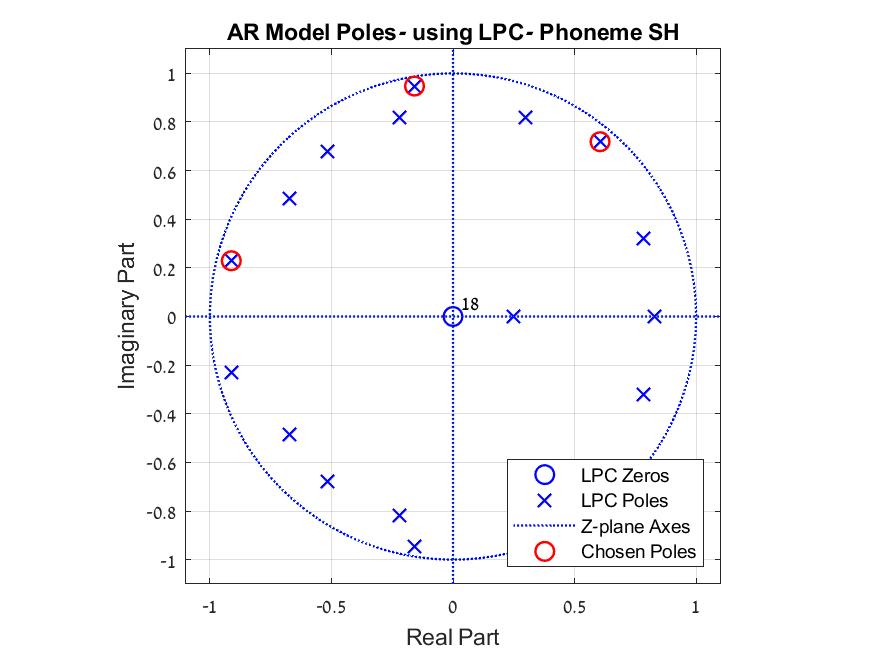 AR Model Poles- using LPC- Phoneme SH
1
0.8
0.6
0.4
0.2
0
-0.2
-0.4
-0.6
-0.8
-1
Imaginary Part
18
LPC Zeros
LPC Poles
Z-plane Axes
Chosen Poles
-1
-0.5
0
0.5
1
Real Part